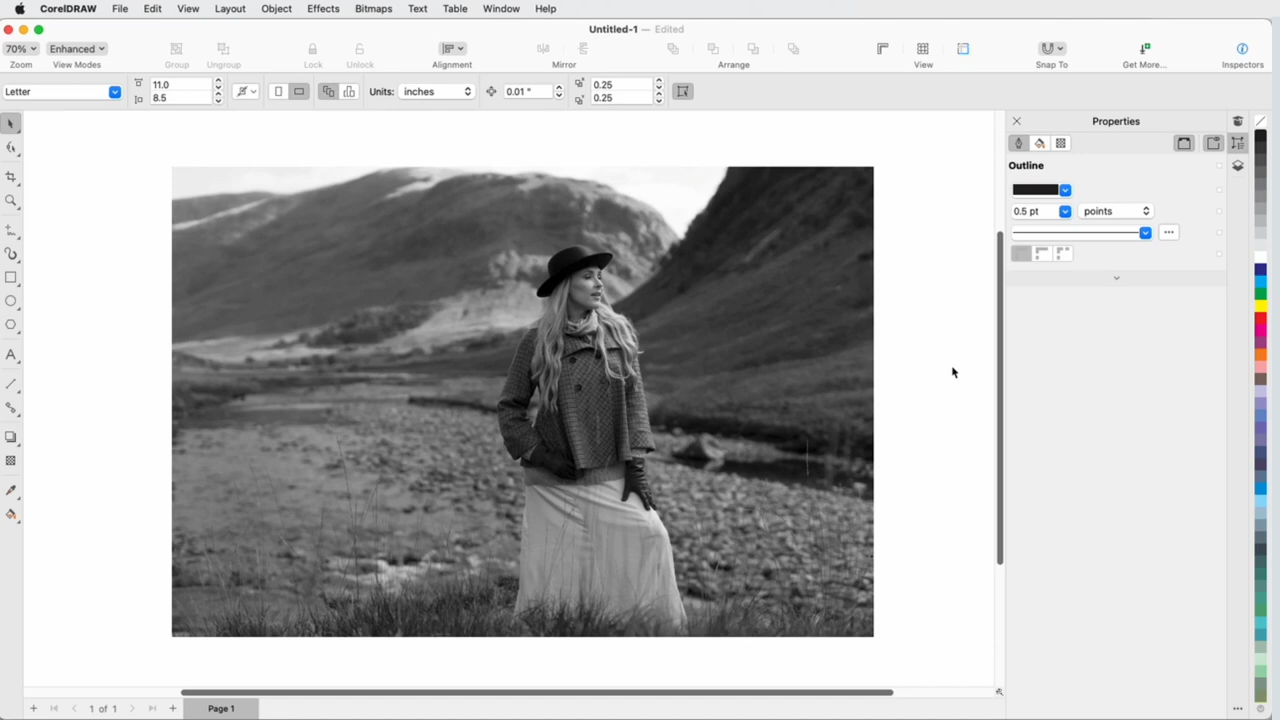 CorelDRAW File Edit View Layout Object Effects Bitmaps Text Table Window Help
Untitled-1 — Edited
70% Enhanced
Zoom View Modes Group Ungroup Lock Unlock Alignment Mirror Arrange View Snap To Get More... Inspectors
Letter 11.0 Units: inches 0.01 " 0.25
8.5 0.25
Properties
Outline
0.5 pt points
1 of 1 Page 1